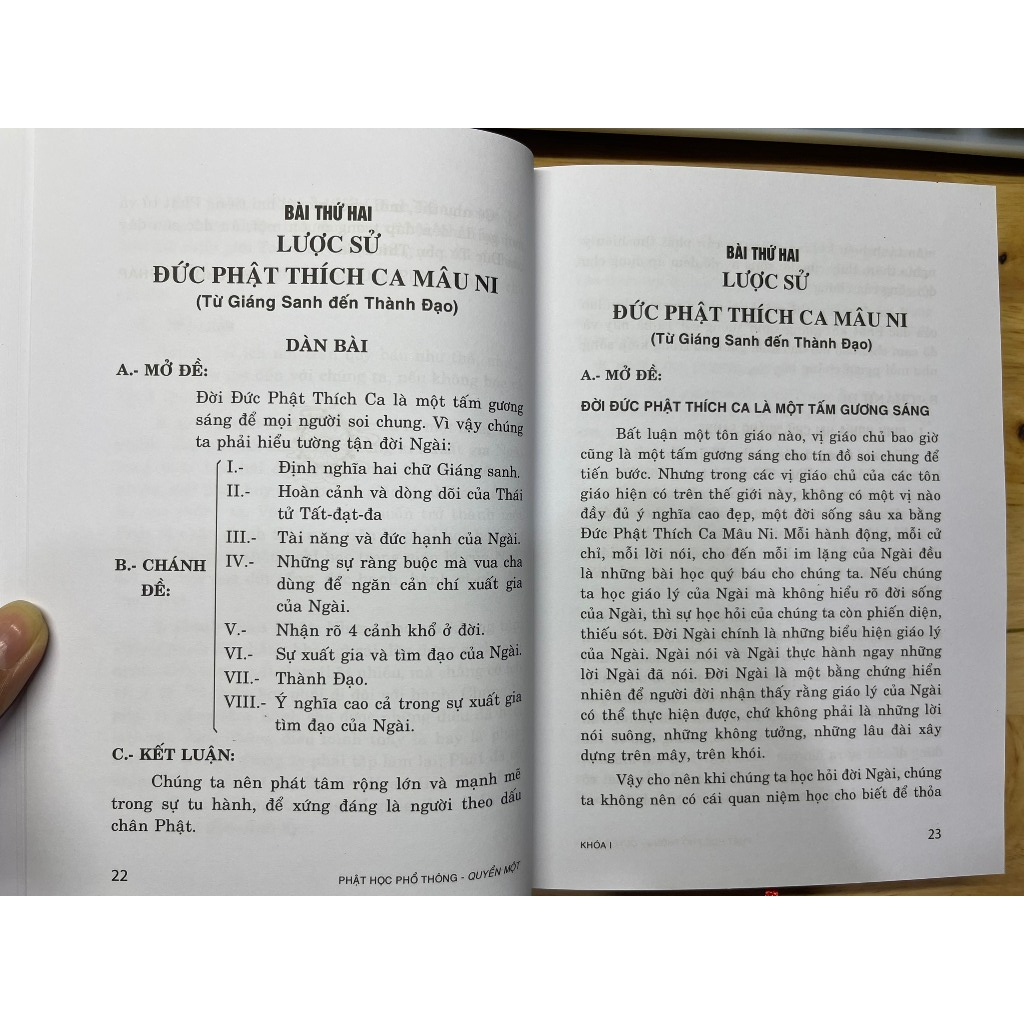 BÀI THỨ HAI
LƯỢC SỬ
ĐỨC PHẬT THÍCH CA MÂU NI
(Từ Giáng Sanh đến Thành Đạo)
DÀN BÀI
A.- MỞ ĐỀ:
Đời Đức Phật Thích Ca là một tấm gương
sáng để mọi người soi chung. Vì vậy chúng
ta phải hiểu tường tận đời Ngài:
B.- CHÁNH ĐỀ:
I.- Định nghĩa hai chữ Giáng sanh.
II.- Hoàn cảnh và dòng dõi của Thái
tử Tất-đạt-đa
III.- Tài năng và đức hạnh của Ngài.
IV.- Những sự ràng buộc mà vua cha
dùng để ngăn cản chí xuất gia
của Ngài.
V.- Nhận rõ 4 cảnh khổ ở đời.
VI.- Sự xuất gia và tìm đạo của Ngài.
VII.- Thành Đạo.
VIII.- Ý nghĩa cao cả trong sự xuất gia
tìm đạo của Ngài.
C.- KẾT LUẬN:
Chúng ta nên phát tâm rộng lớn và mạnh mẽ
trong sự tu hành, để xứng đáng là người theo dấu
chân Phật.
22
PHẬT HỌC PHỔ THÔNG - QUYỂN MỘT
BÀI THỨ HAI
LƯỢC SỬ
ĐỨC PHẬT THÍCH CA MÂU NI
(Từ Giáng Sanh đến Thành Đạo)
A.- MỞ ĐỀ:
ĐỜI ĐỨC PHẬT THÍCH CA LÀ MỘT TẤM GƯƠNG SÁNG
Bất luận một tôn giáo nào, vị giáo chủ bao giờ
cũng là một tấm gương sáng cho tín đồ soi chung để
tiến bước. Nhưng trong các vị giáo chủ của các tôn
giáo hiện có trên thế giới này, không có một vị nào
đầy đủ ý nghĩa cao đẹp, một đời sống sâu xa bằng
Đức Phật Thích Ca Mâu Ni. Mỗi hành động, mỗi cử
chỉ, mỗi lời nói, cho đến mỗi im lặng của Ngài đều
là những bài học quý báu cho chúng ta. Nếu chúng
ta học giáo lý của Ngài mà không hiểu rõ đời sống
của Ngài, thì sự học hỏi của chúng ta còn phiến diện,
thiếu sót. Đời Ngài chính là những biểu hiện giáo lý
của Ngài. Ngài nói và Ngài thực hành ngay những
lời Ngài đã nói. Đời Ngài là một bằng chứng hiển
nhiên để người đời nhận thấy rằng giáo lý của Ngài
có thể thực hiện được, chứ không phải là những lời
nói suông, những không tưởng, những lâu đài xây
dựng trên mây, trên khói.
Vậy cho nên khi chúng ta học hỏi đời Ngài, chúng
ta không nên có cái quan niệm học cho biết để thỏa
KHÓA I
23